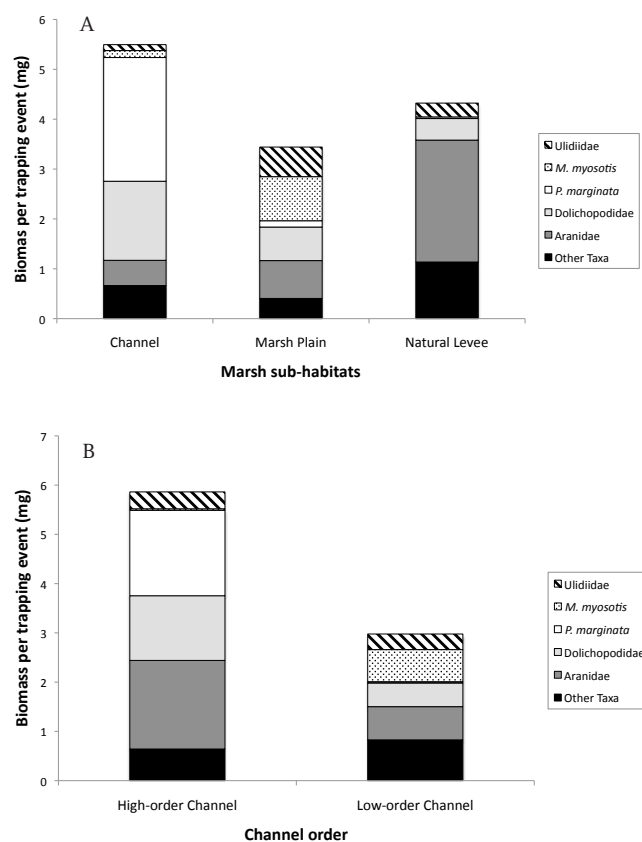 A
Biomas per trapping event (mg)
6
5
4
3
2
1
0
Channel
Marsh Plain
Natural Levee
Marsh sub-habitats
Ulidiidae
M. myosotis
P. marginata
Dolichopodidae
Aranidae
Other Taxa
B
Biomass per trapping event (mg)
7
6
5
4
3
2
1
0
High-order Channel
Low-order Channel
Channel order
Ulidiidae
M. myosotis
P. marginata
Dolichopodidae
Aranidae
Other Taxa